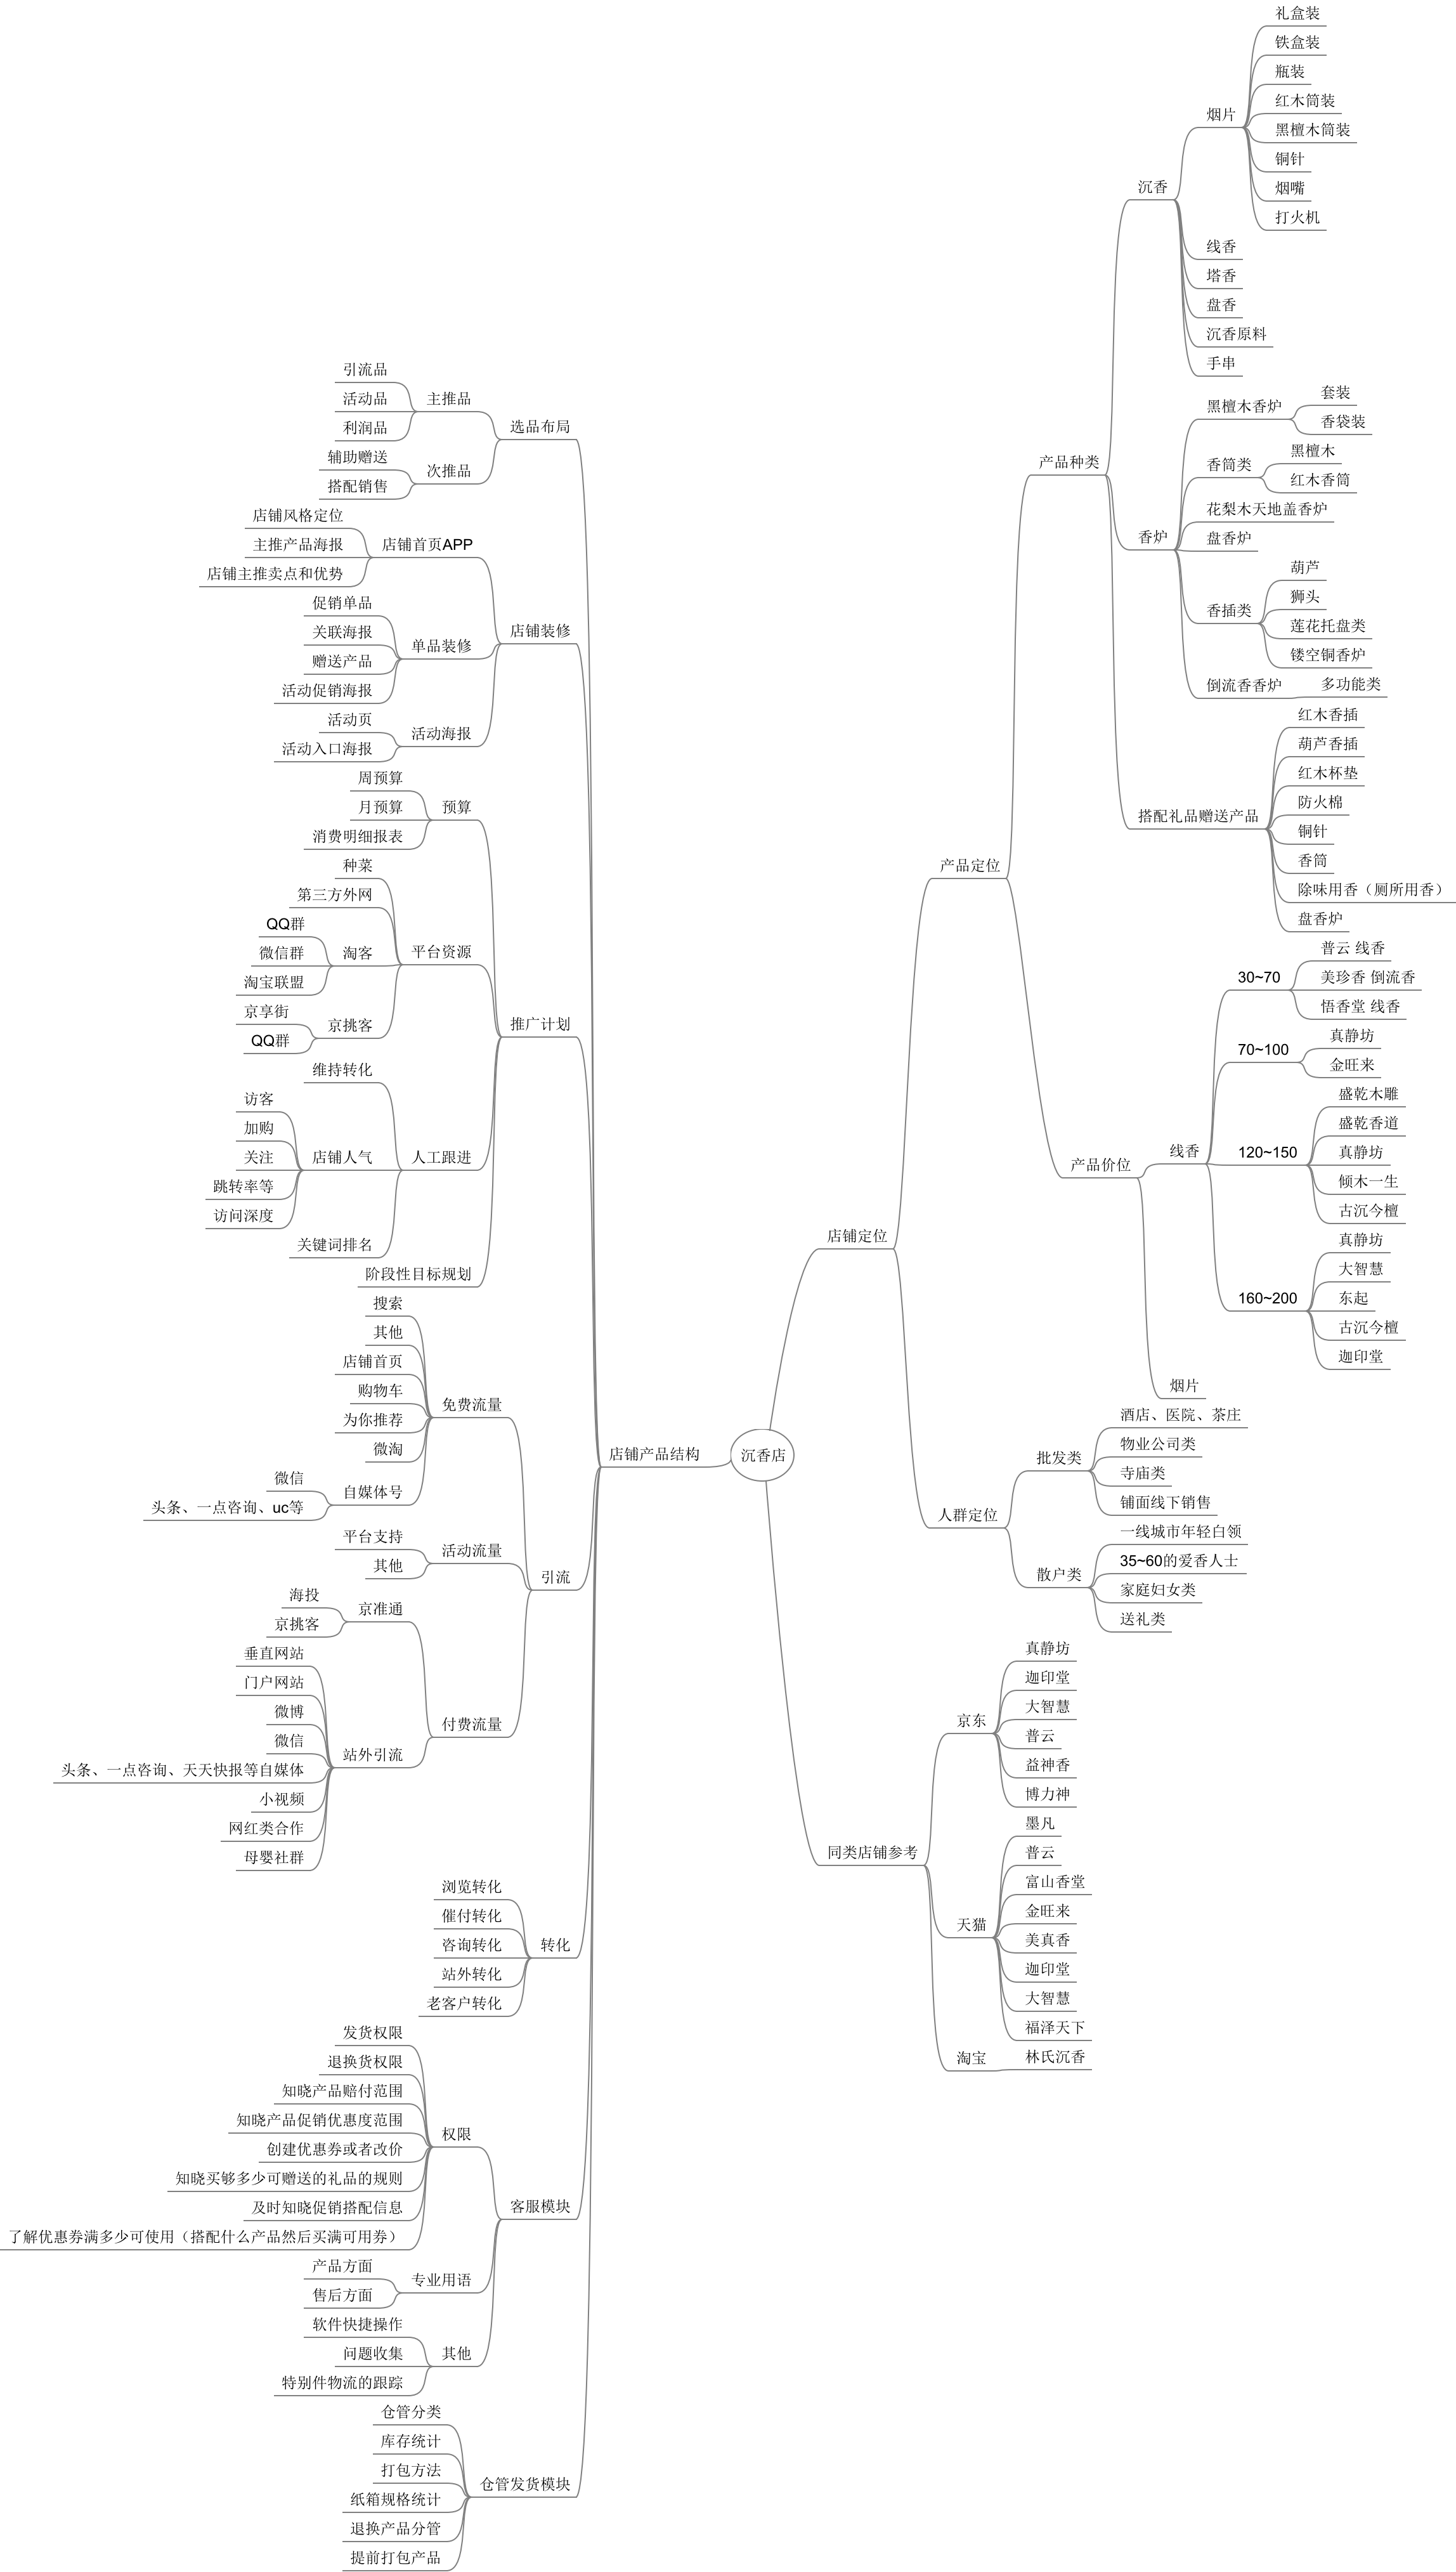 沉香店
店铺定位
产品定位
产品种类
沉香
烟片
礼盒装
铁盒装
瓶装
红木筒装
黑檀木筒装
铜针
烟嘴
打火机
线香
塔香
盘香
沉香原料
手串
香炉
黑檀木香炉
套装
香袋装
香筒类
黑檀木
红木香筒
花梨木天地盖香炉
盘香炉
香插类
葫芦
狮头
莲花托盘类
镂空铜香炉
倒流香香炉
多功能类
搭配礼品赠送产品
红木香插
葫芦香插
红木杯垫
防火棉
铜针
香筒
除味用香（厕所用香）
盘香炉
产品价位
线香
30~70
普云 线香
美珍香 倒流香
悟香堂 线香
70~100
真静坊
金旺来
120~150
盛乾木雕
盛乾香道
真静坊
倾木一生
古沉今檀
160~200
真静坊
大智慧
东起
古沉今檀
迦印堂
烟片
人群定位
批发类
酒店、医院、茶庄
物业公司类
寺庙类
铺面线下销售
散户类
一线城市年轻白领
35~60的爱香人士
家庭妇女类
送礼类
同类店铺参考
京东
真静坊
迦印堂
大智慧
普云
益神香
博力神
天猫
墨凡
普云
富山香堂
金旺来
美真香
迦印堂
大智慧
福泽天下
淘宝
林氏沉香
店铺产品结构
选品布局
主推品
引流品
活动品
利润品
次推品
辅助赠送
搭配销售
店铺装修
店铺首页APP
店铺风格定位
主推产品海报
店铺主推卖点和优势
单品装修
促销单品
关联海报
赠送产品
活动促销海报
活动海报
活动页
活动入口海报
推广计划
预算
周预算
月预算
消费明细报表
平台资源
种菜
第三方外网
淘客
QQ群
微信群
淘宝联盟
京挑客
京享街
QQ群
人工跟进
维持转化
店铺人气
访客
加购
关注
跳转率等
访问深度
关键词排名
阶段性目标规划
引流
免费流量
搜索
其他
店铺首页
购物车
为你推荐
微淘
自媒体号
微信
头条、一点咨询、uc等
活动流量
平台支持
其他
付费流量
京准通
海投
京挑客
站外引流
垂直网站
门户网站
微博
微信
头条、一点咨询、天天快报等自媒体
小视频
网红类合作
母婴社群
转化
浏览转化
催付转化
咨询转化
站外转化
老客户转化
客服模块
权限
发货权限
退换货权限
知晓产品赔付范围
知晓产品促销优惠度范围
创建优惠券或者改价
知晓买够多少可赠送的礼品的规则
及时知晓促销搭配信息
了解优惠券满多少可使用（搭配什么产品然后买满可用券）
专业用语
产品方面
售后方面
其他
软件快捷操作
问题收集
特别件物流的跟踪
仓管发货模块
仓管分类
库存统计
打包方法
纸箱规格统计
退换产品分管
提前打包产品